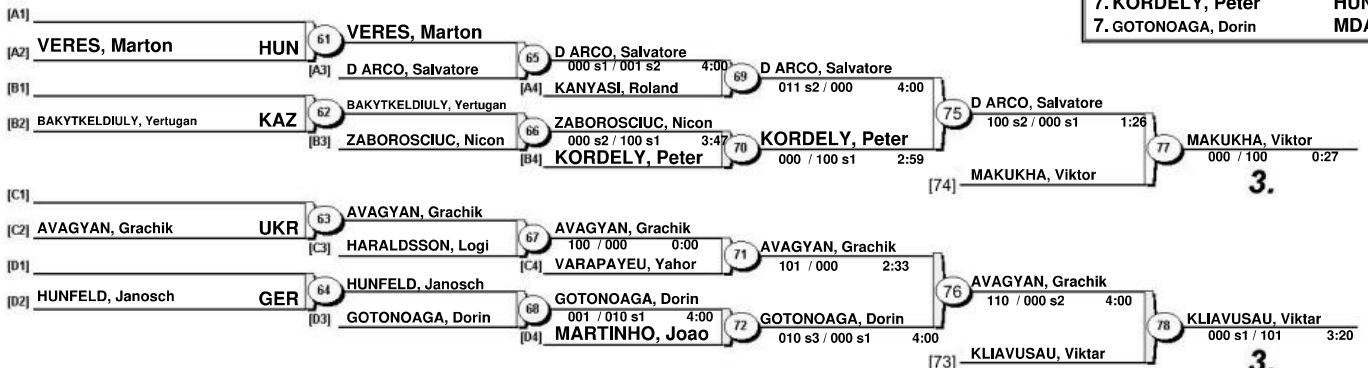 7. KORDELY, Peter HUN
7. GOTONOAGA, Dorin MDA
[A1]
[A2] VERES, Marton HUN
61
VERES, Marton
[A3] D ARCO, Salvatore
65
D ARCO, Salvatore
000 s1 / 001 s2 4:00
[A4] KANYASI, Roland
69
D ARCO, Salvatore
011 s2 / 000 4:00
[B1]
[B2] BAKYTKELDIULY, Yertugan KAZ
62
BAKYTKELDIULY, Yertugan
[B3] ZABOROSCIUC, Nicon
66
ZABOROSCIUC, Nicon
000 s2 / 100 s1 3:47
[B4] KORDELY, Peter
70
KORDELY, Peter
000 / 100 s1 2:59
75
D ARCO, Salvatore
100 s2 / 000 s1 1:26
[74] MAKUKHA, Viktor
77
MAKUKHA, Viktor
000 / 100 0:27
3.
[C1]
[C2] AVAGYAN, Grachik UKR
63
AVAGYAN, Grachik
[C3] HARALDSSON, Logi
67
AVAGYAN, Grachik
100 / 000 0:00
[C4] VARAPAYEU, Yahor
71
AVAGYAN, Grachik
101 / 000 2:33
[D1]
[D2] HUNFELD, Janosch GER
64
HUNFELD, Janosch
[D3] GOTONOAGA, Dorin
68
GOTONOAGA, Dorin
001 / 010 s1 4:00
[D4] MARTINHO, Joao
72
GOTONOAGA, Dorin
010 s3 / 000 s1 4:00
76
AVAGYAN, Grachik
110 / 000 s2 4:00
[73] KLIAVUSAU, Viktar
78
KLIAVUSAU, Viktar
000 s1 / 101 3:20
3.